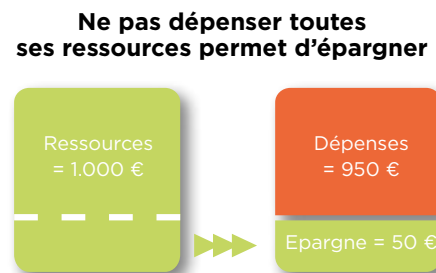 Ne pas dépenser toutes
ses ressources permet d’épargner
Ressources
= 1.000 €
Dépenses
= 950 €
Epargne = 50 €